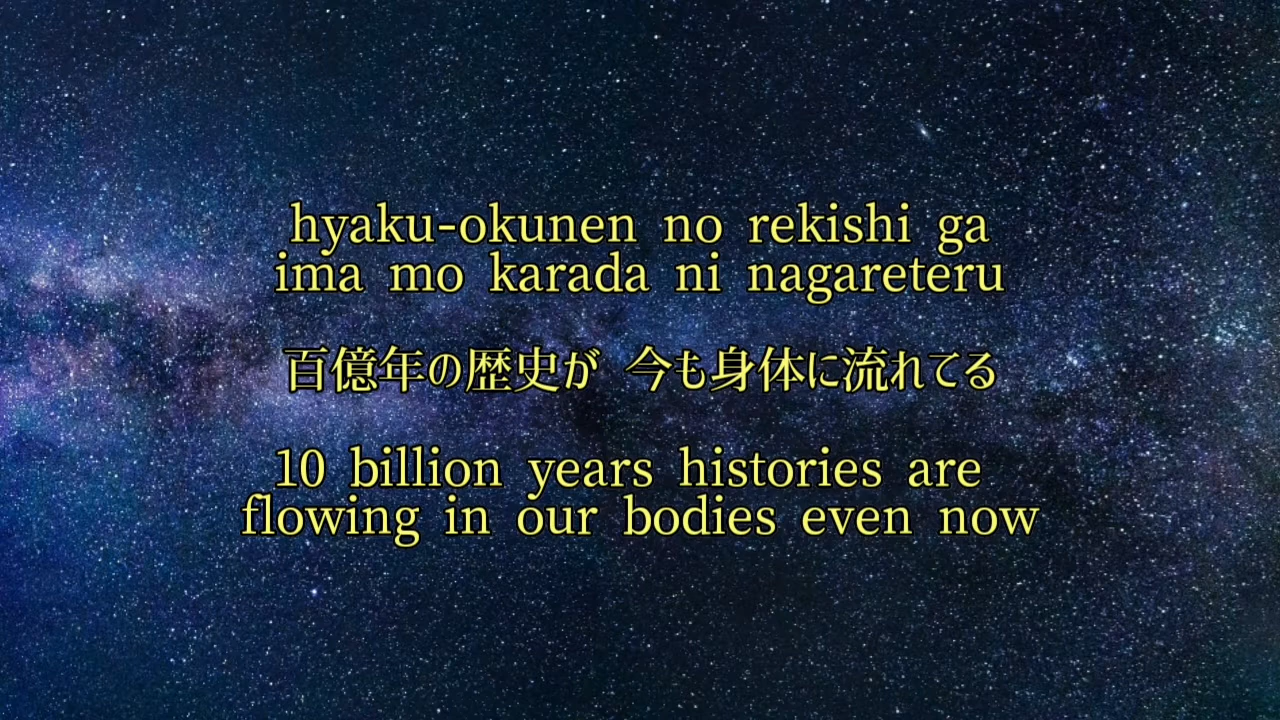 hyaku-okunen no rekishi ga
ima mo karada ni nagareteru
百億年の歴史が 今も身体に流れてる
10 billion years histories are
flowing in our bodies even now